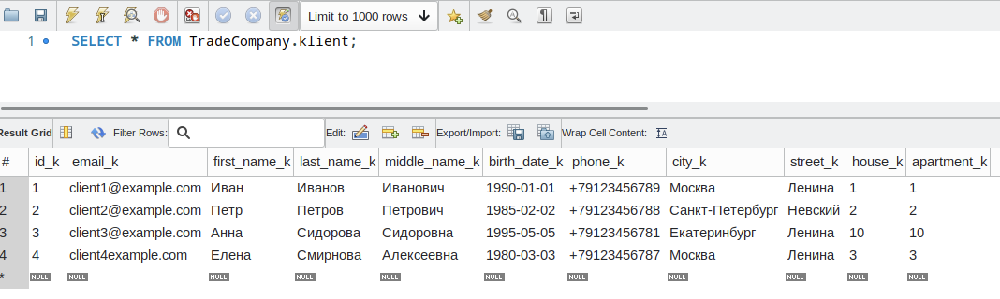 Limit to 1000 rows
1 SELECT * FROM TradeCompany.klient;
Result Grid Filter Rows: Edit: Export/Import: Wrap Cell Content:
# id_k email_k first_name_k last_name_k middle_name_k birth_date_k phone_k city_k street_k house_k apartment_k
1 1 client1@example.com Иван Иванов Иванович 1990-01-01 +79123456789 Москва Ленина 1 1
2 2 client2@example.com Петр Петров Петрович 1985-02-02 +79123456788 Санкт-Петербург Невский 2 2
3 3 client3@example.com Анна Сидорова Сидоровна 1995-05-05 +79123456781 Екатеринбург Ленина 10 10
4 4 client4example.com Елена Смирнова Алексеевна 1980-03-03 +79123456787 Москва Ленина 3 3
* NULL NULL NULL NULL NULL NULL NULL NULL NULL NULL NULL